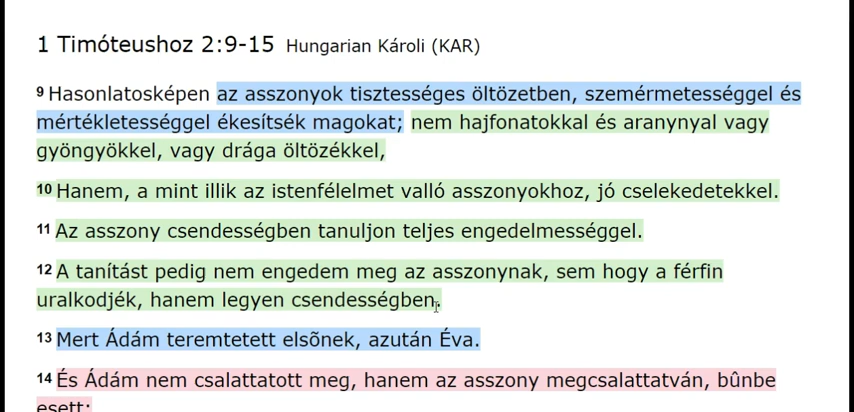 1 Timóteushoz 2:9-15 Hungarian Károli (KAR)
9 Hasonlatosképen az asszonyok tisztességes öltözetben, szemérmetességgel és
mértékletességgel ékesítsék magokat; nem hajfonatokkal és aranynyal vagy
gyöngyökkel, vagy drága öltözékkel,
10 Hanem, a mint illik az istenfélelmet valló asszonyokhoz, jó cselekedetekkel.
11 Az asszony csendességben tanuljon teljes engedelmességgel.
12 A tanítást pedig nem engedem meg az asszonynak, sem hogy a férfin
uralkodjék, hanem legyen csendességben.
13 Mert Ádám teremtetett elsõnek, azután Éva.
14 És Ádám nem csalattatott meg, hanem az asszony megcsalattatván, bûnbe
esett: